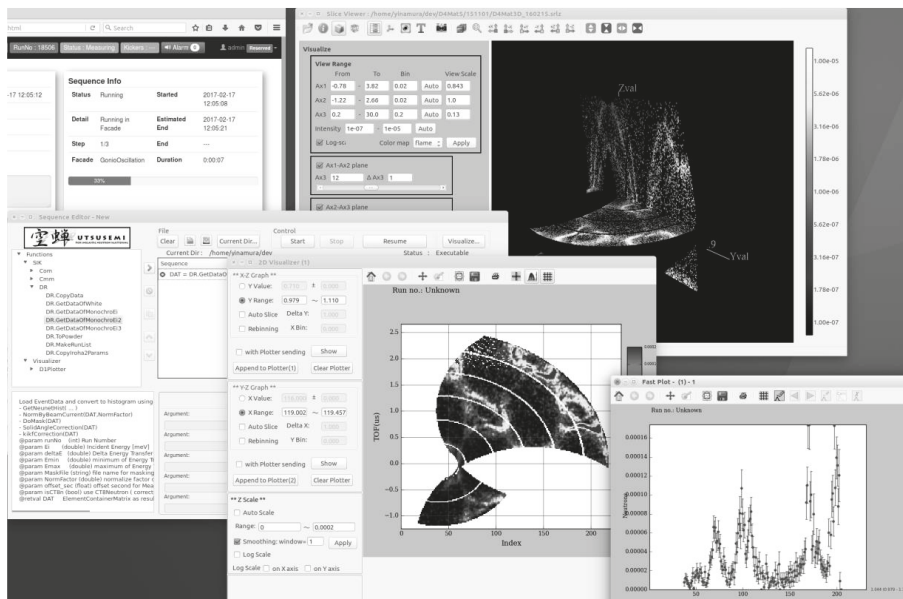 html
Search
RunNo : 18506 Status : Measuring Kickers : --- Alarm 0 admin Reserved
Sequence Info
-17 12:05:12
Status Running Started 2017-02-17 12:05:08
Detail Running in Facade Estimated End 2017-02-17 12:05:21
Step 1/3 End ---
Facade GonioOscillation Duration 0:00:07
Slice Viewer : /home/yinamura/dev/D4Mat3/151101/D4Mat3D_160215.xrlz
Visualize
View Range
From To Bin View Scale
Ax1 -0.78 - 3.82 0.02 Auto 0.843
Ax2 -1.22 - 2.66 0.02 Auto 1.0
Ax3 0.2 - 30.0 0.2 Auto 0.13
Intensity 1e-07 - 1e-05 Auto
Log-sc: Color map flame Apply
Ax1-Ax2 plane
Ax3 12 Δ Ax3 1
Ax2-Ax3 plane
Zval
Yval
9
1.00e-05
5.62e-06
3.16e-06
1.78e-06
1.00e-06
1.00e-07
Sequence Editor - New
空蝉 UTSUSEMI
File
Control
Clear Current Dir... Start Stop Resume Visualize...
Current Dir : /home/yinamura/dev Status : Executable
Functions
SIK
Com
Cmm
DR
DR.CopyData
DR.GetDataOfWhite
DR.GetDataOfMonochroEi
DR.GetDataOfMonochroEi2
DR.GetDataOfMonochroEi3
DR.ToPowder
DR.MakeRunList
Visualizer
D1Plotter
Sequence
DAT = DR.GetDataO
Load EventData and convert to histogram using
- GetNeunetHist( ... )
- NormByBeamCurrent(DAT,NormFactor)
- DoMask(DAT)
- SolidAngleCorrection(DAT)
- kikfCorrection(DAT)
@param runNo (int) Run Number
@param Ei (double) Incident Energy [meV]
@param deltaE (double) Delta Energy Transfer
@param Emin (double) minimum of Energy
@param Emax (double) maximum of Energy
@param MaskFile (string) file name for masking
@param NormFactor (double) normalize factor
@param offset_sec (float) offset second for Mea
@param isCTBn (bool) use CTBNeutron ( correct
@retval DAT ElementContainerMatrix as resul
Argument:
Argument:
Argument:
Argument:
Argument:
2D Visualizer (1)
** X-Z Graph **
Y Value: ±
Y Range: 0.979 ~ 1.110
Auto Slice Delta Y:
Rebinning X Bin:
with Plotter sending Show
Append to Plotter(1) Clear Plotter
** Y-Z Graph **
X Value: ±
X Range: 119.002 ~ 119.457
Auto Slice Delta X:
Rebinning Y Bin:
with Plotter sending Show
Append to Plotter(2) Clear Plotter
** Z Scale **
Auto Scale
Range: 0 ~ 0.0002
Smoothing: window= 1 Apply
Log Scale
Log Scale on X axis on Y axis
Run no.: Unknown
2.5
2.0
1.5
1.0
0.5
0.0
−0.5
−1.0
TOF(us)
0 50 100 150 200
Index
Fast Plot - (1) - 1
Run no.: Unknown
0.00016
0.00014
0.00012
0.00010
0.00008
0.00006
0.00004
0.00002
0.00000
Neutrons
50 100 150 200